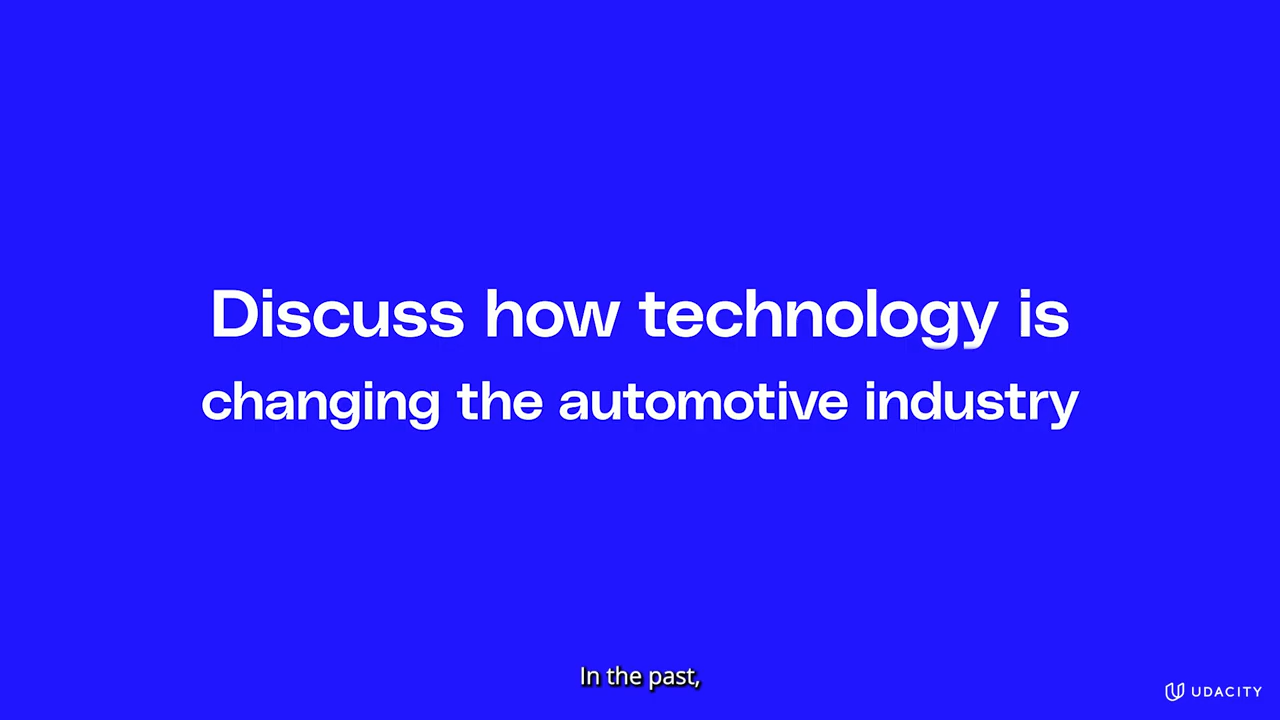 Discuss how technology is
changing the automotive industry
In the past,
UDACITY